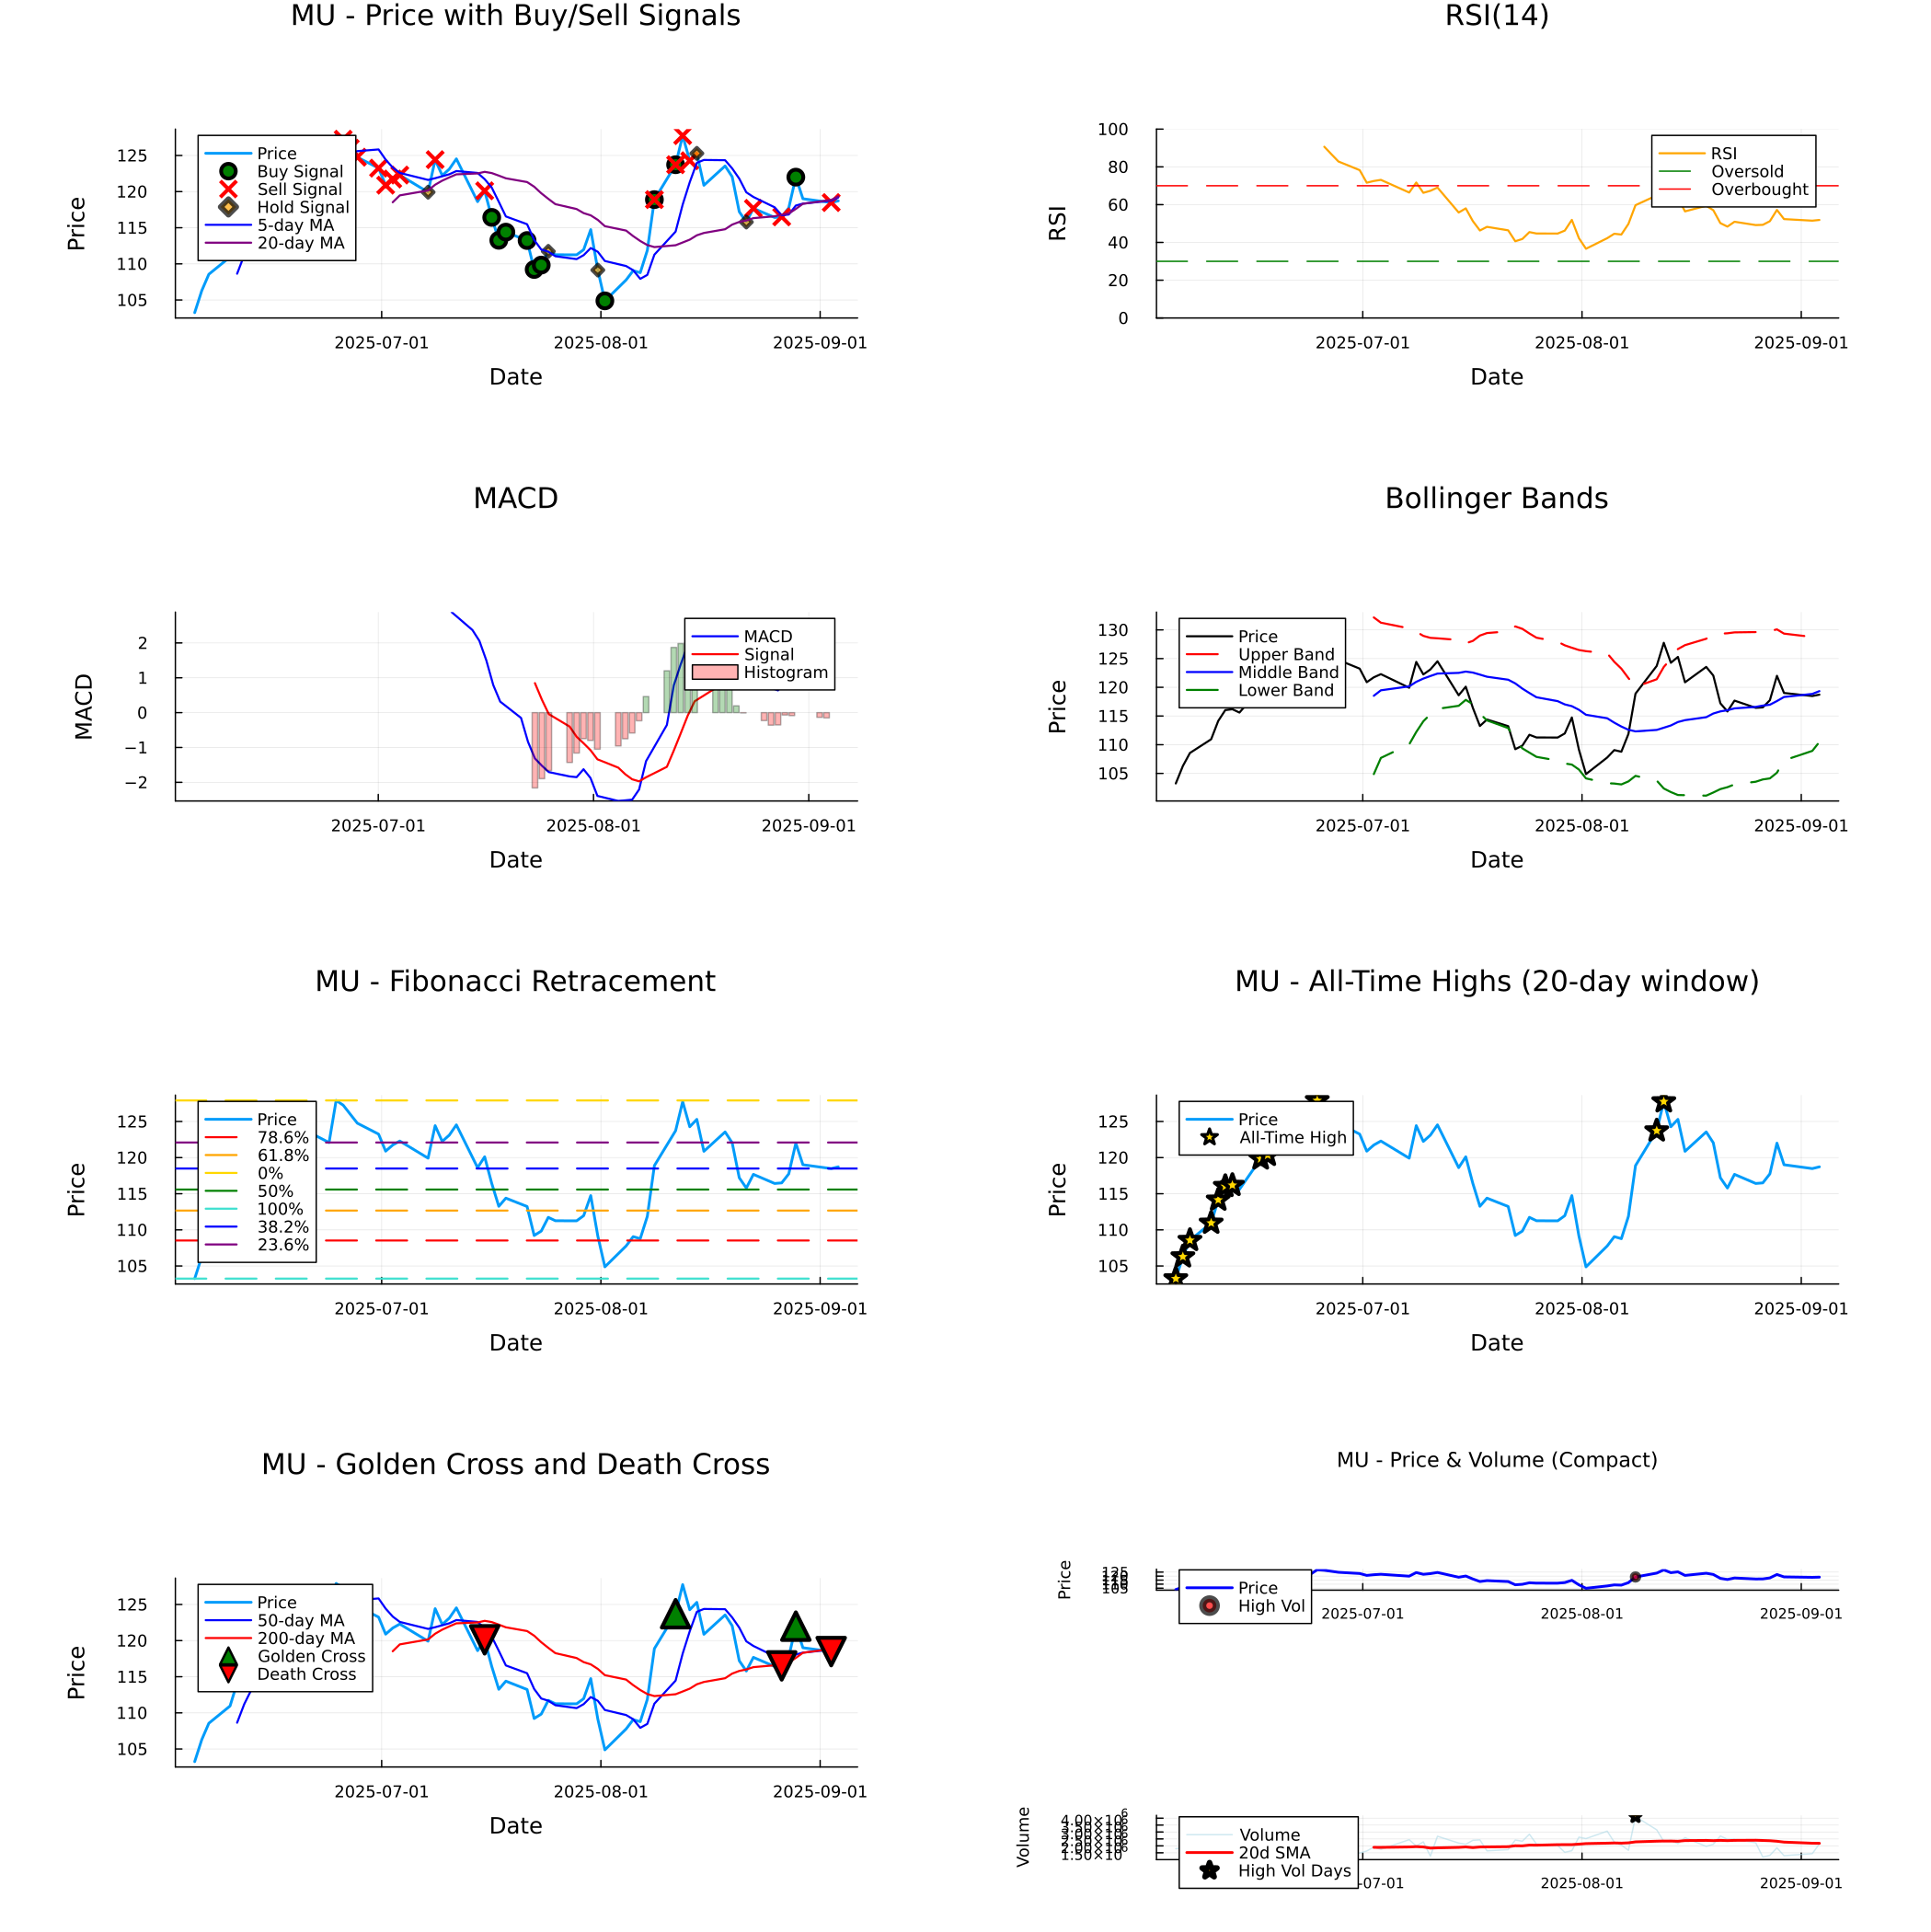 MU - Price with Buy/Sell Signals
Price
125
120
115
110
105
Price
Buy Signal
Sell Signal
Hold Signal
5-day MA
20-day MA
2025-07-01
2025-08-01
2025-09-01
Date
RSI(14)
RSI
100
80
60
40
20
0
RSI
Oversold
Overbought
2025-07-01
2025-08-01
2025-09-01
Date
MACD
MACD
2
1
0
−1
−2
MACD
Signal
Histogram
2025-07-01
2025-08-01
2025-09-01
Date
Bollinger Bands
Price
130
125
120
115
110
105
Price
Upper Band
Middle Band
Lower Band
2025-07-01
2025-08-01
2025-09-01
Date
MU - Fibonacci Retracement
Price
125
120
115
110
105
Price
78.6%
61.8%
0%
50%
100%
38.2%
23.6%
2025-07-01
2025-08-01
2025-09-01
Date
MU - All-Time Highs (20-day window)
Price
125
120
115
110
105
Price
All-Time High
2025-07-01
2025-08-01
2025-09-01
Date
MU - Golden Cross and Death Cross
Price
125
120
115
110
105
Price
50-day MA
200-day MA
Golden Cross
Death Cross
2025-07-01
2025-08-01
2025-09-01
Date
MU - Price & Volume (Compact)
Price
125
105
Price
High Vol
2025-07-01
2025-08-01
2025-09-01
Volume
Volume
20d SMA
High Vol Days
-07-01
2025-08-01
2025-09-01